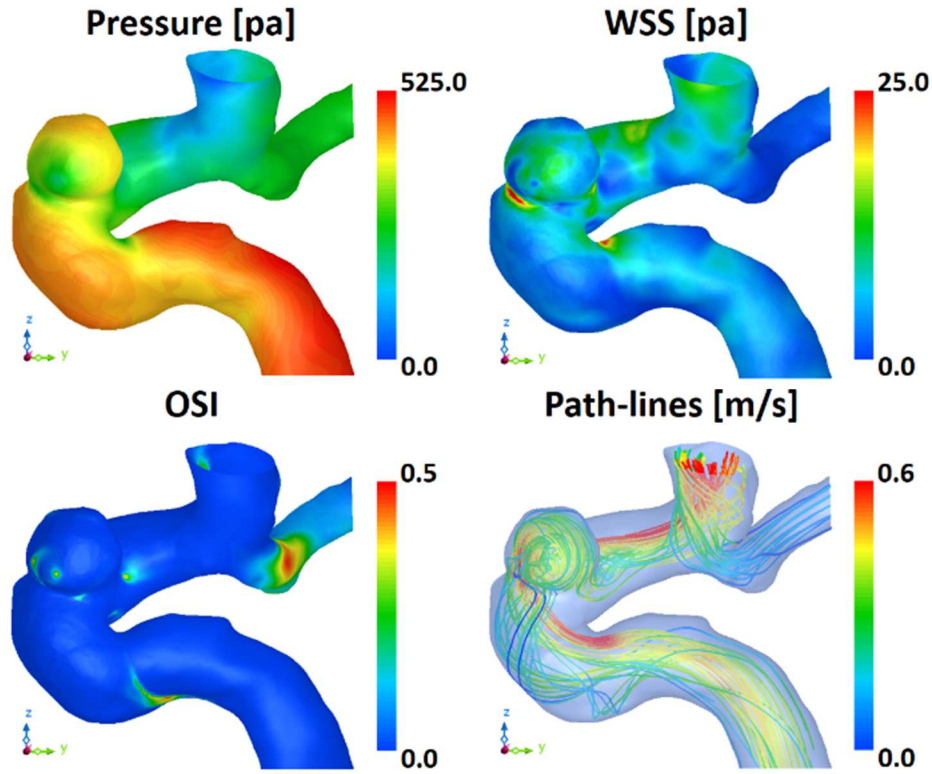 Pressure [pa]
WSS [pa]
525.0
25.0
z
y
0.0
z
y
0.0
OSI
Path-lines [m/s]
0.5
0.6
z
y
0.0
z
y
0.0